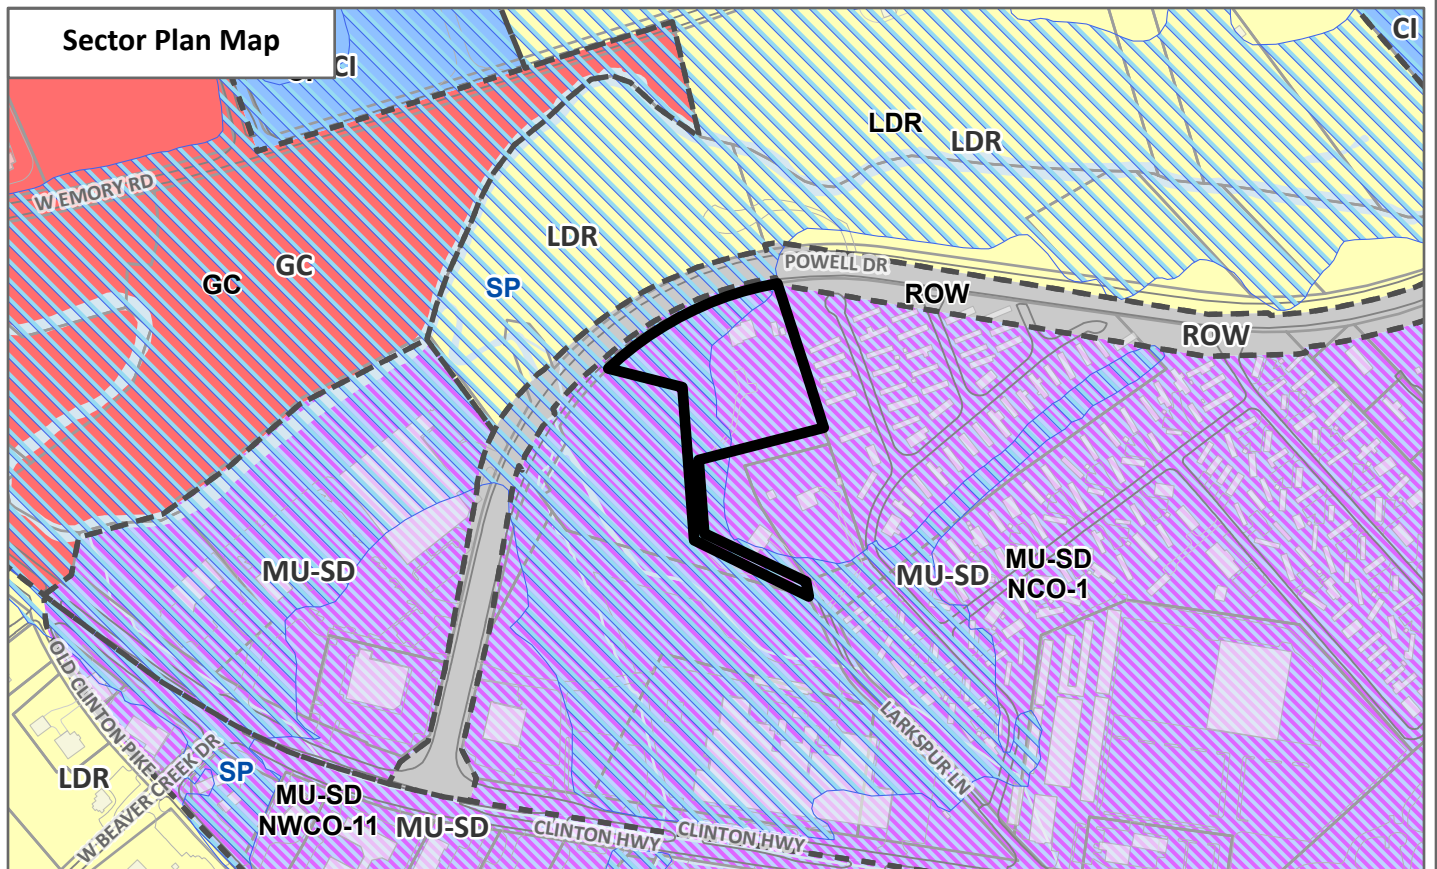 Sector Plan Map
CI
CI
W EMORY RD
LDR
LDR
LDR
GC
GC
SP
POWELL DR
ROW
ROW
MU-SD
MU-SD
MU-SD
NCO-1
OLD CLINTON PIKE
W BEAVER CREEK DR
LDR
SP
MU-SD
NWCO-11
MU-SD
LARKSPUR LN
CLINTON HWY
CLINTON HWY